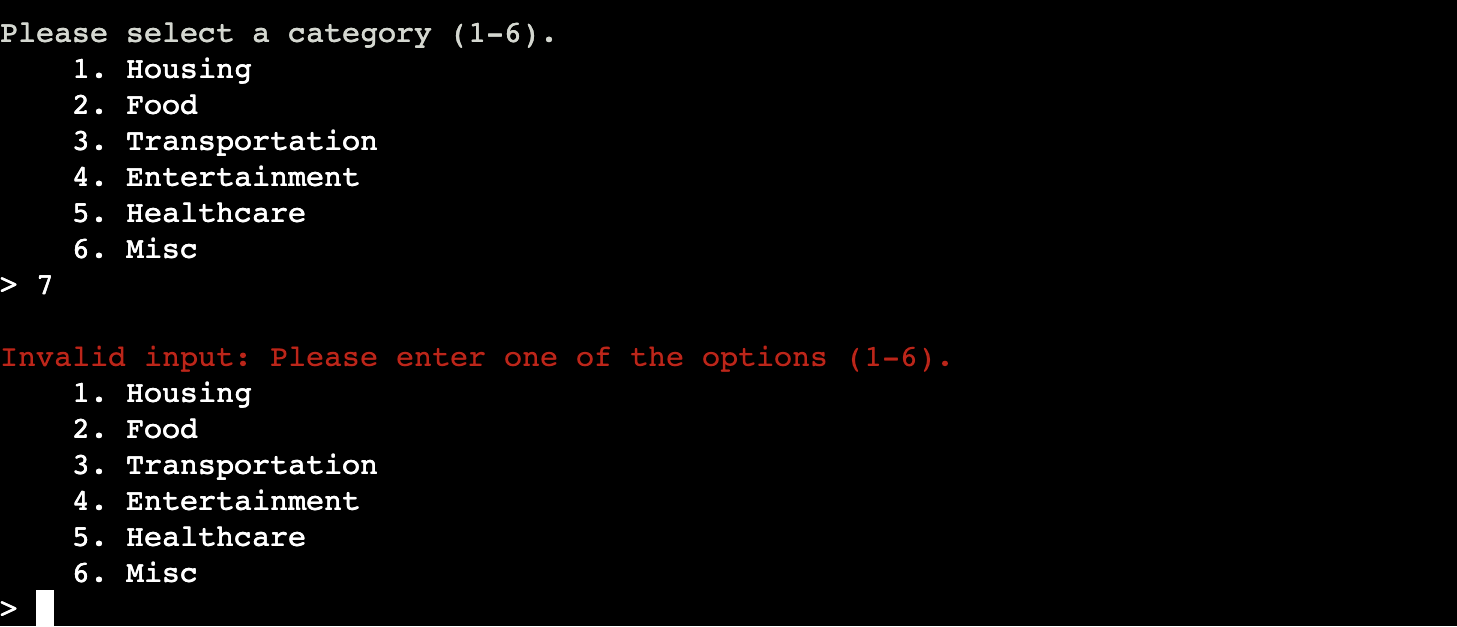 Please select a category (1-6).
1. Housing
2. Food
3. Transportation
4. Entertainment
5. Healthcare
6. Misc
> 7
Invalid input: Please enter one of the options (1-6).
1. Housing
2. Food
3. Transportation
4. Entertainment
5. Healthcare
6. Misc
>